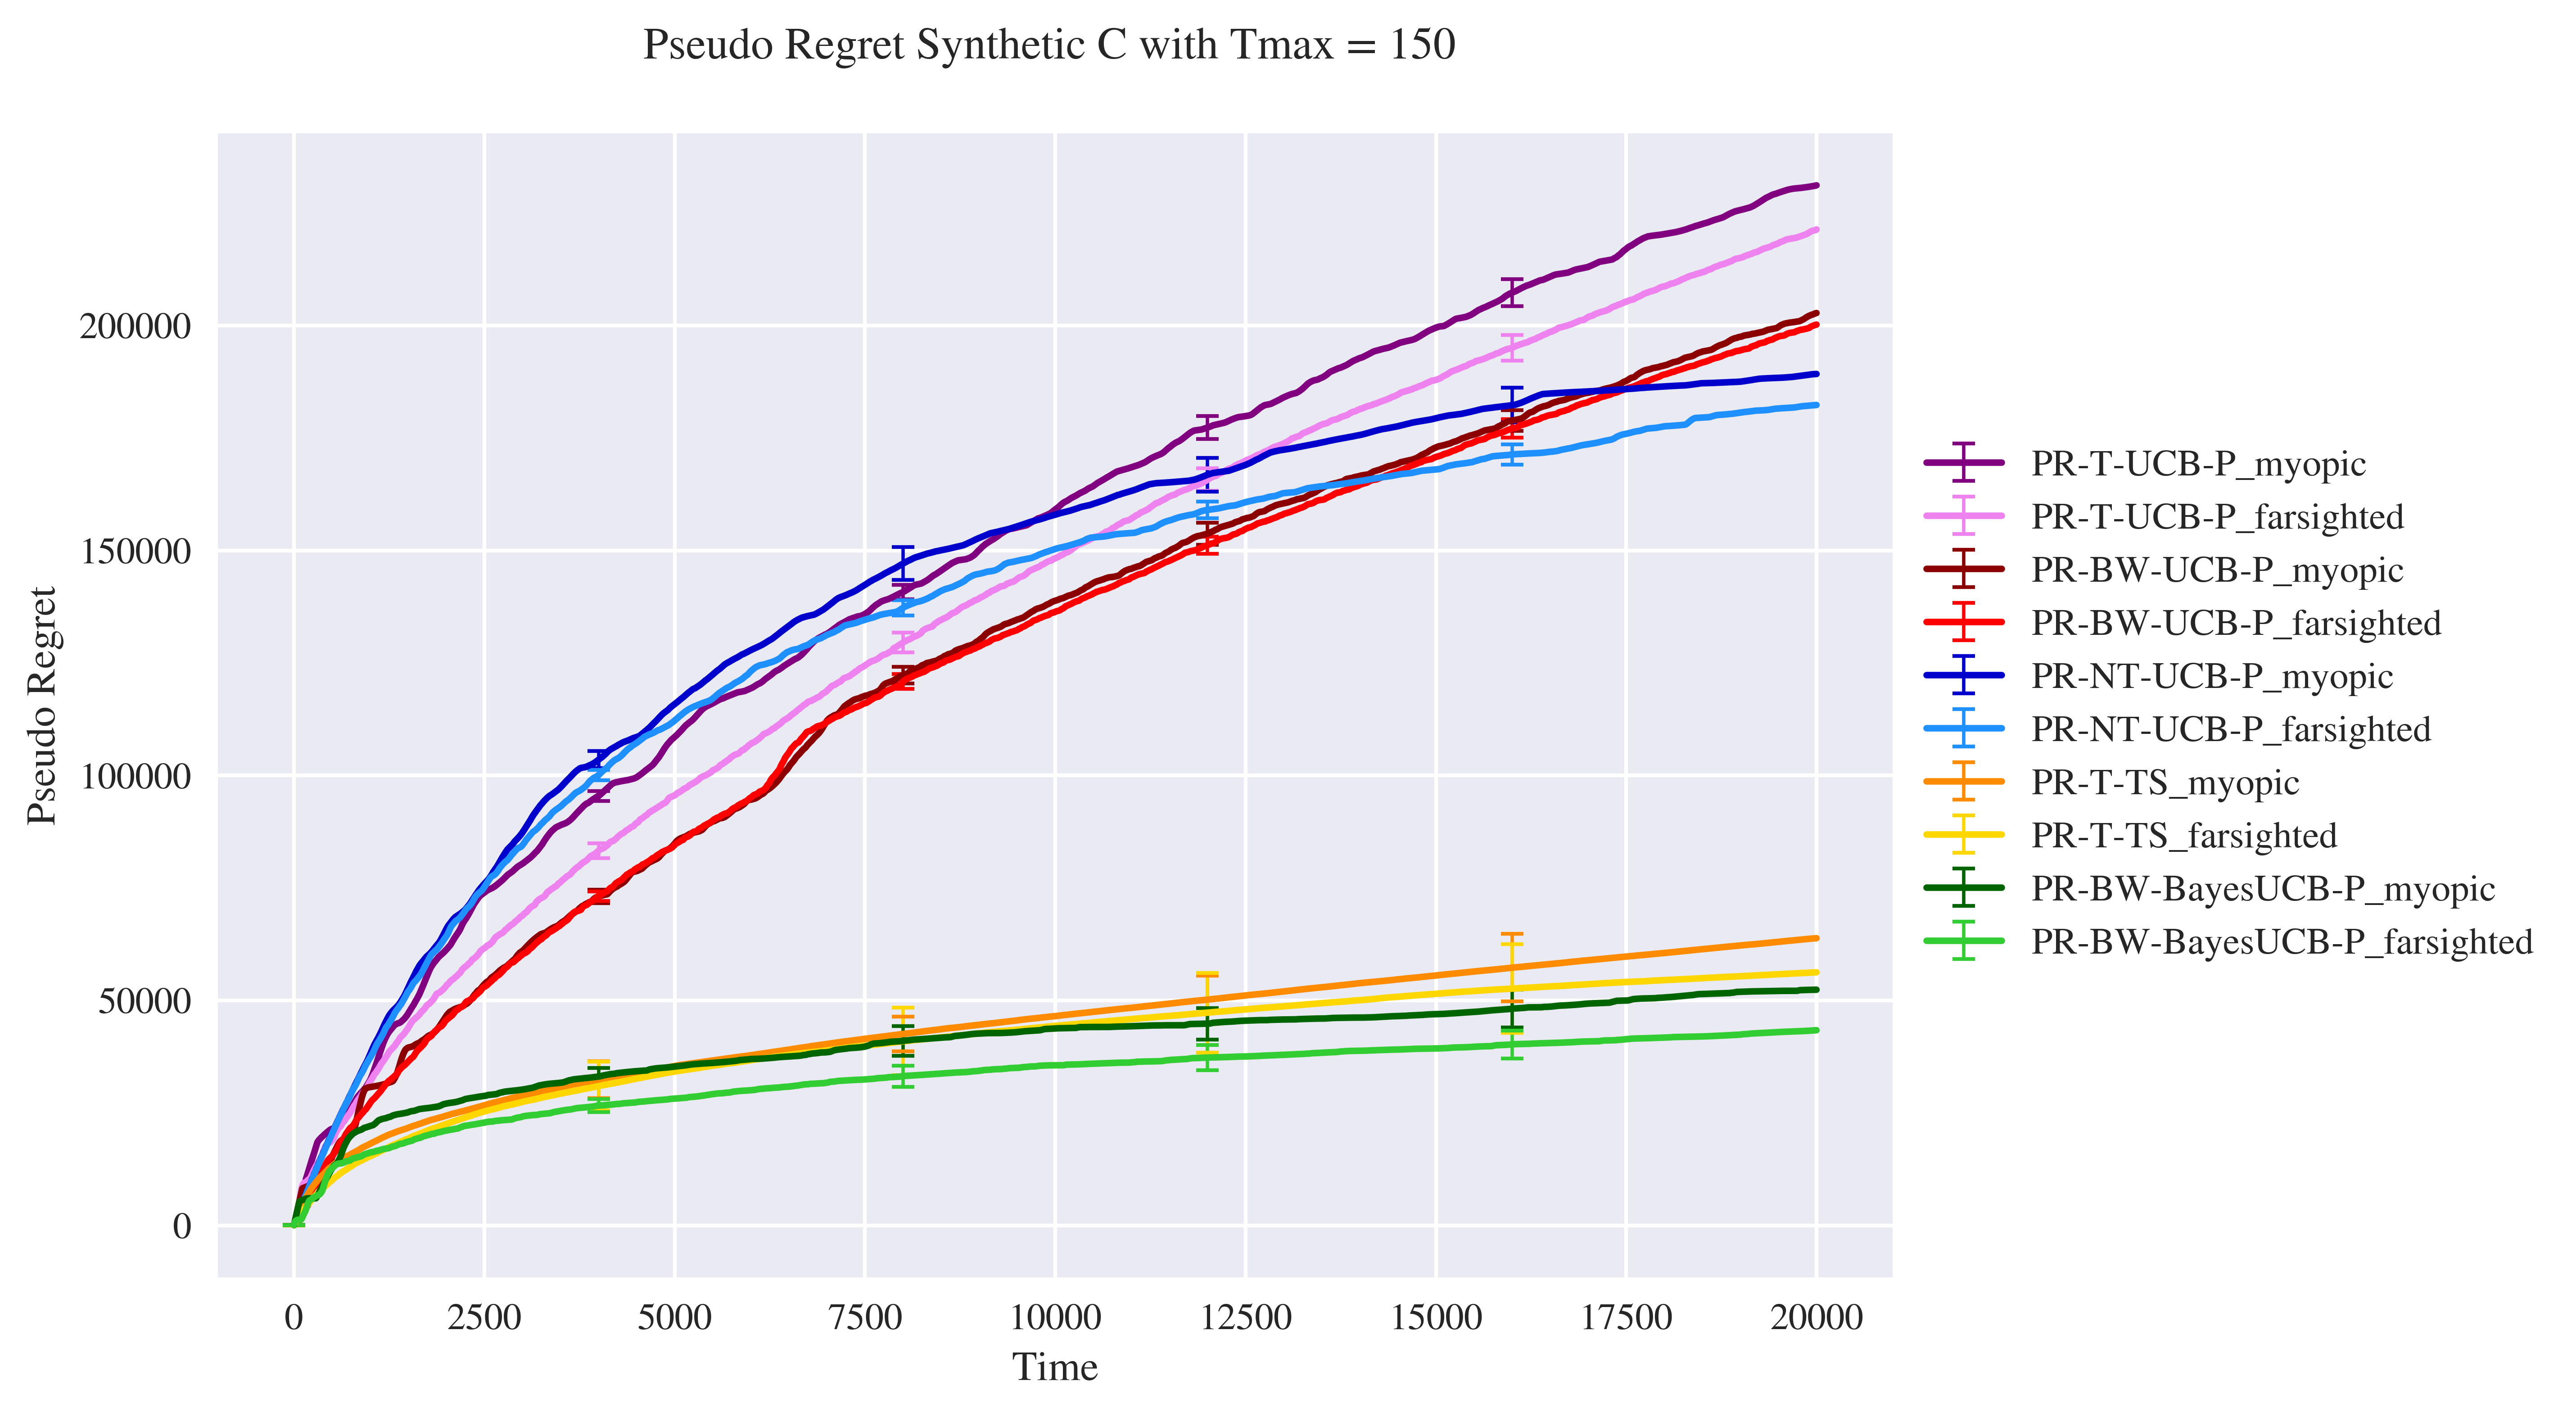 Pseudo Regret Synthetic C with Tmax = 150
Pseudo Regret
200000
150000
100000
50000
0
0 2500 5000 7500 10000 12500 15000 17500 20000
Time
PR-T-UCB-P_myopic
PR-T-UCB-P_farsighted
PR-BW-UCB-P_myopic
PR-BW-UCB-P_farsighted
PR-NT-UCB-P_myopic
PR-NT-UCB-P_farsighted
PR-T-TS_myopic
PR-T-TS_farsighted
PR-BW-BayesUCB-P_myopic
PR-BW-BayesUCB-P_farsighted